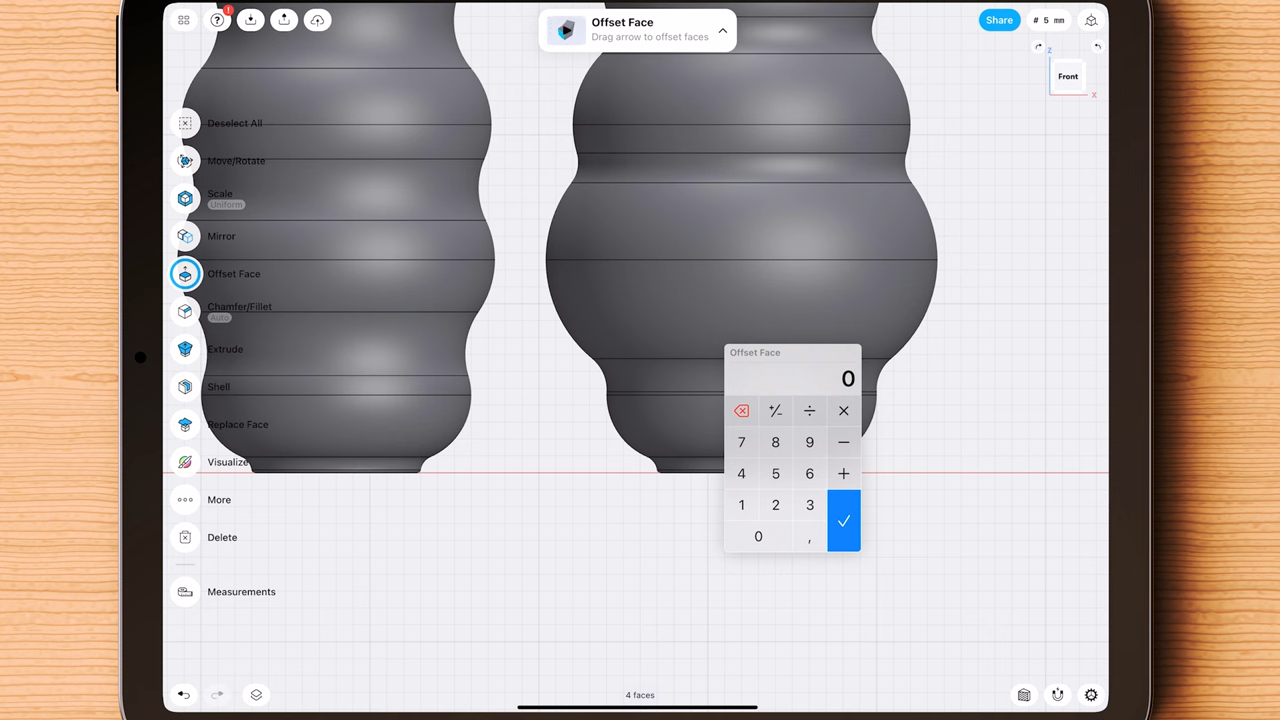 Offset Face
Drag arrow to offset faces
Share
# 5 mm
Z
Front
X
Deselect All
Move/Rotate
Scale
Uniform
Mirror
Offset Face
Chamfer/Fillet
Auto
Extrude
Shell
Replace Face
Visualize
More
Delete
Measurements
Offset Face
0
+/- ÷ ×
7 8 9 −
4 5 6 +
1 2 3
0 ,
4 faces